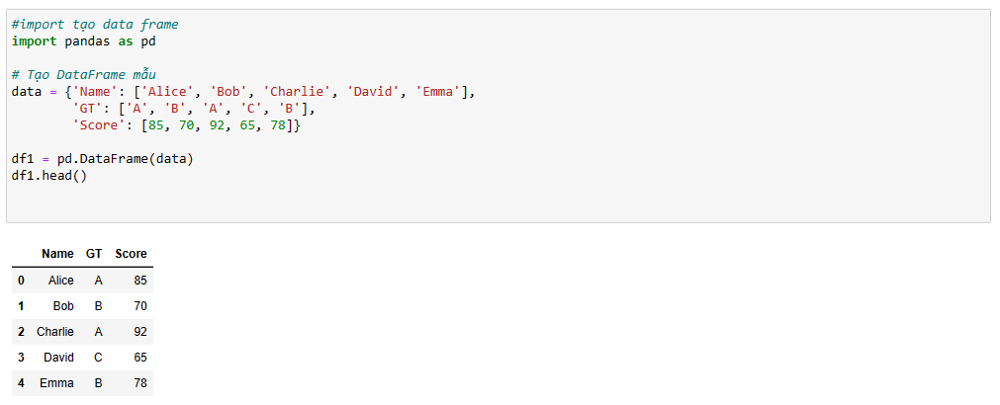 #import tạo data frame
import pandas as pd
# Tạo DataFrame mẫu
data = {'Name': ['Alice', 'Bob', 'Charlie', 'David', 'Emma'],
'GT': ['A', 'B', 'A', 'C', 'B'],
'Score': [85, 70, 92, 65, 78]}
df1 = pd.DataFrame(data)
df1.head()
Name GT Score
0 Alice A 85
1 Bob B 70
2 Charlie A 92
3 David C 65
4 Emma B 78